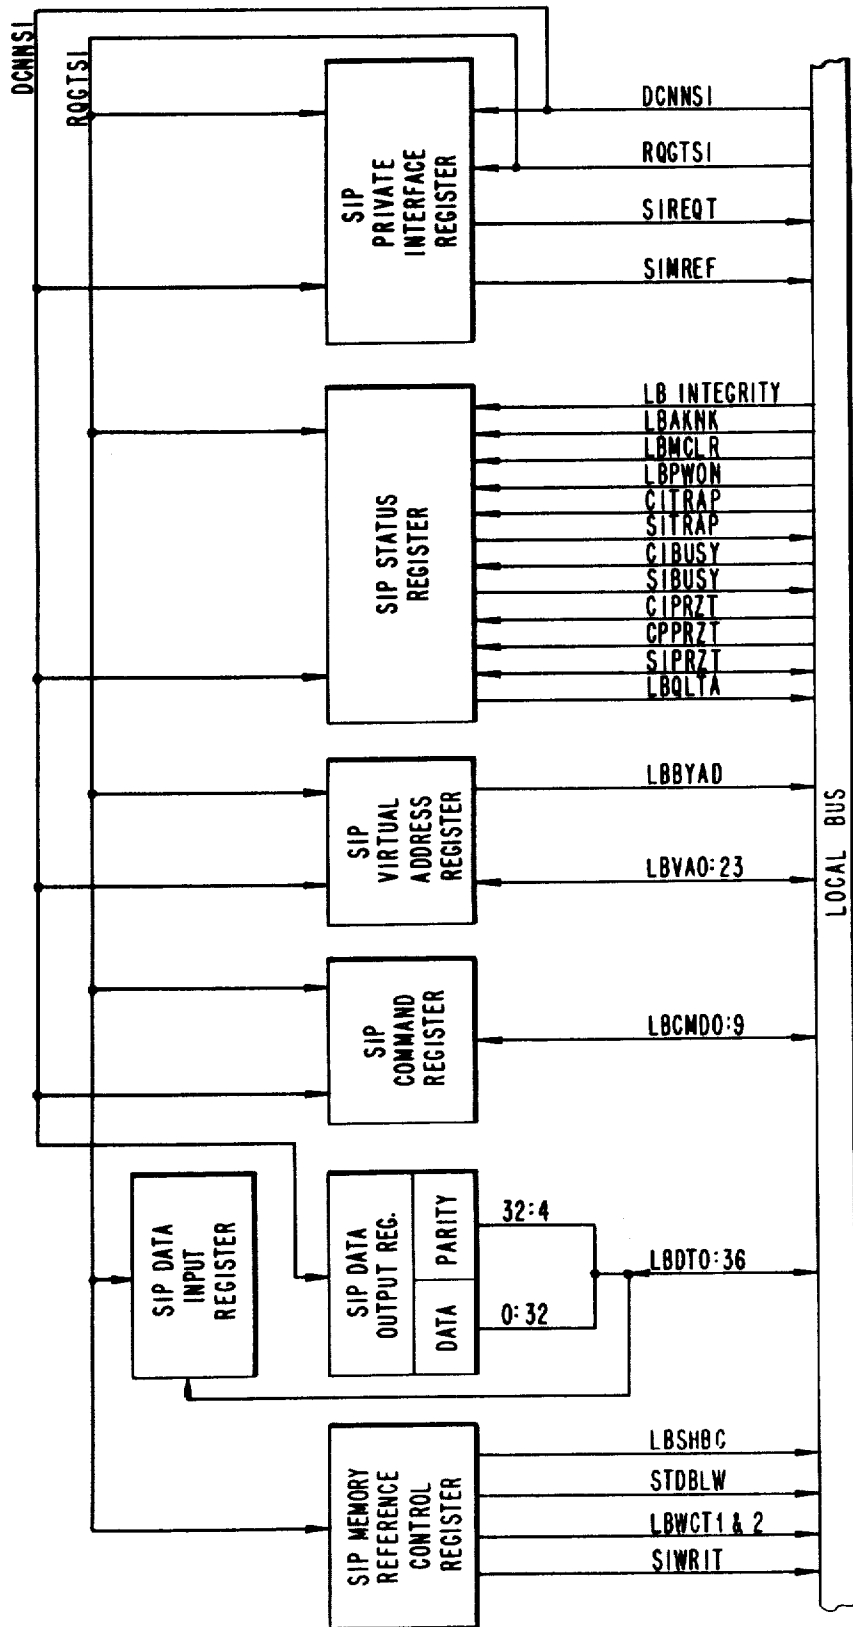 DCNNSI
RQGTSI
SIP
PRIVATE
INTERFACE
REGISTER
DCNNSI
RQGTSI
SIREQT
SIMREF
SIP STATUS
REGISTER
LB INTEGRITY
LBAKNK
LBMCLR
LBPWON
CITRAP
SITRAP
CIBUSY
SIBUSY
CIPRZT
CPPRZT
SIPRZT
LBQLTA
SIP
VIRTUAL
ADDRESS
REGISTER
LBBYAD
LBVA0:23
LOCAL BUS
SIP
COMMAND
REGISTER
LBCMD0:9
SIP DATA
INPUT
REGISTER
SIP DATA
OUTPUT REG.
DATA
PARITY
32:4
0:32
LBDT0:36
SIP MEMORY
REFERENCE
CONTROL
REGISTER
LBSHBC
STDBLW
LBWCT1 & 2
SIWRIT